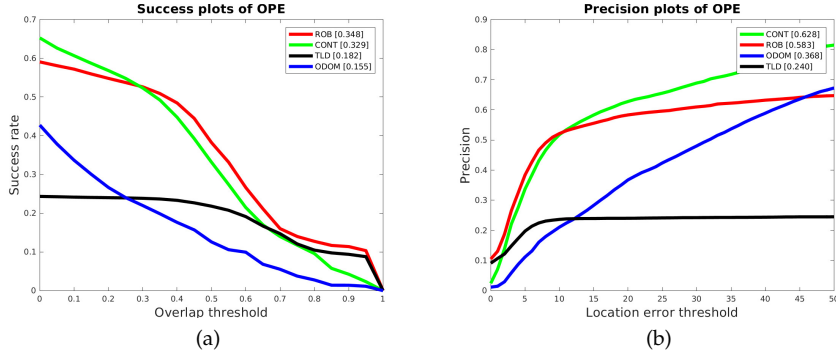 Success plots of OPE
ROB [0.348]
CONT [0.329]
TLD [0.182]
ODOM [0.155]
Success rate
0.7
0.6
0.5
0.4
0.3
0.2
0.1
0
0 0.1 0.2 0.3 0.4 0.5 0.6 0.7 0.8 0.9 1
Overlap threshold
(a)
Precision plots of OPE
CONT [0.628]
ROB [0.583]
ODOM [0.368]
TLD [0.240]
Precision
0.9
0.8
0.7
0.6
0.5
0.4
0.3
0.2
0.1
0
0 5 10 15 20 25 30 35 40 45 50
Location error threshold
(b)